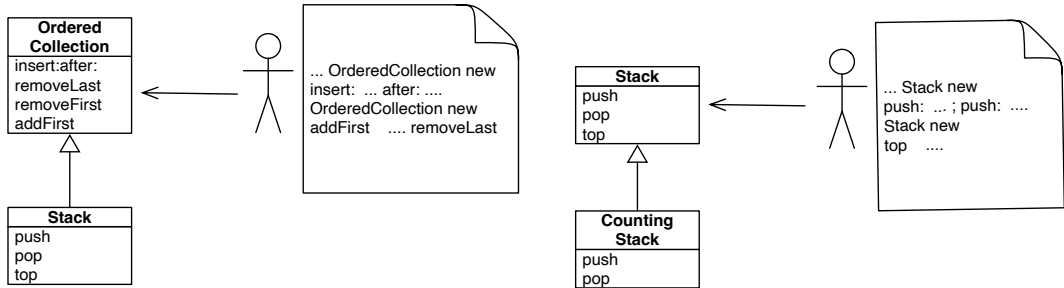 Ordered
Collection
insert:after:
removeLast
removeFirst
addFirst
... OrderedCollection new
insert: ... after: ....
OrderedCollection new
addFirst .... removeLast
Stack
push
pop
top
Stack
push
pop
top
... Stack new
push: ... ; push: ....
Stack new
top ....
Counting
Stack
push
pop